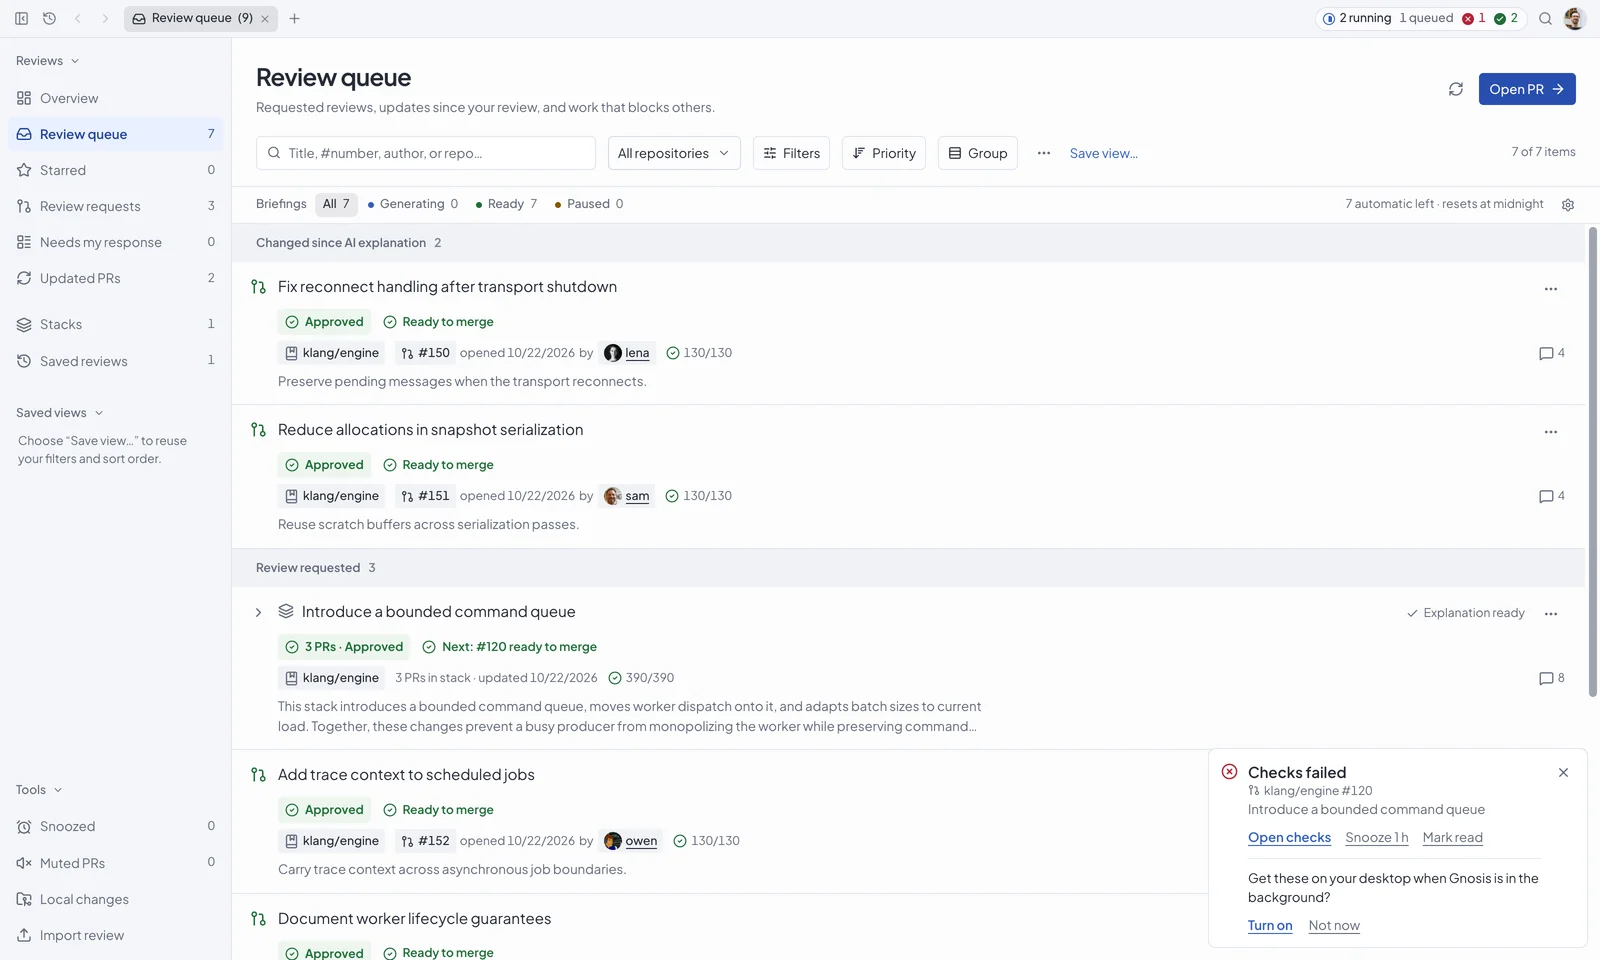 Review queue (9)
2 running 1 queued 1 2
Reviews
Overview
Review queue 7
Starred 0
Review requests 3
Needs my response 0
Updated PRs 2
Stacks 1
Saved reviews 1
Saved views
Choose “Save view…” to reuse
your filters and sort order.
Tools
Snoozed 0
Muted PRs 0
Local changes
Import review
Review queue
Requested reviews, updates since your review, and work that blocks others.
Open PR
Title, #number, author, or repo…
All repositories
Filters
Priority
Group
Save view…
7 of 7 items
Briefings All 7 Generating 0 Ready 7 Paused 0
7 automatic left · resets at midnight
Changed since AI explanation 2
Fix reconnect handling after transport shutdown
Approved Ready to merge
klang/engine #150 opened 10/22/2026 by lena 130/130
4
Preserve pending messages when the transport reconnects.
Reduce allocations in snapshot serialization
Approved Ready to merge
klang/engine #151 opened 10/22/2026 by sam 130/130
4
Reuse scratch buffers across serialization passes.
Review requested 3
Introduce a bounded command queue
Explanation ready
3 PRs · Approved Next: #120 ready to merge
klang/engine 3 PRs in stack · updated 10/22/2026 390/390
8
This stack introduces a bounded command queue, moves worker dispatch onto it, and adapts batch sizes to current
load. Together, these changes prevent a busy producer from monopolizing the worker while preserving command…
Add trace context to scheduled jobs
Approved Ready to merge
klang/engine #152 opened 10/22/2026 by owen 130/130
Carry trace context across asynchronous job boundaries.
Document worker lifecycle guarantees
Approved Ready to merge
Checks failed
klang/engine #120
Introduce a bounded command queue
Open checks Snooze 1 h Mark read
Get these on your desktop when Gnosis is in the
background?
Turn on Not now